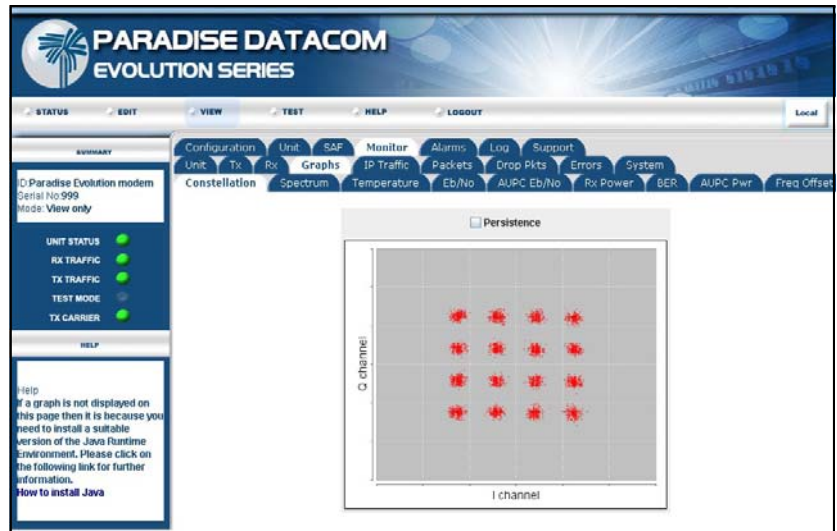 PARADISE DATACOM
EVOLUTION SERIES
STATUS EDIT VIEW TEST HELP LOGOUT Local
SUMMARY
ID:Paradise Evolution modem
Serial No:999
Mode: View only
UNIT STATUS
RX TRAFFIC
TX TRAFFIC
TEST MODE
TX CARRIER
HELP
Help
If a graph is not displayed on
this page then it is because you
need to install a suitable
version of the Java Runtime
Environment. Please click on
the following link for further
information.
How to install Java
Configuration Unit SAF Monitor Alarms Log Support
Unit Tx Rx Graphs IP Traffic Packets Drop Pkts Errors System
Constellation Spectrum Temperature Eb/No AUPC Eb/No Rx Power BER AUPC Pwr Freq Offset
Persistence
Q channel
I channel